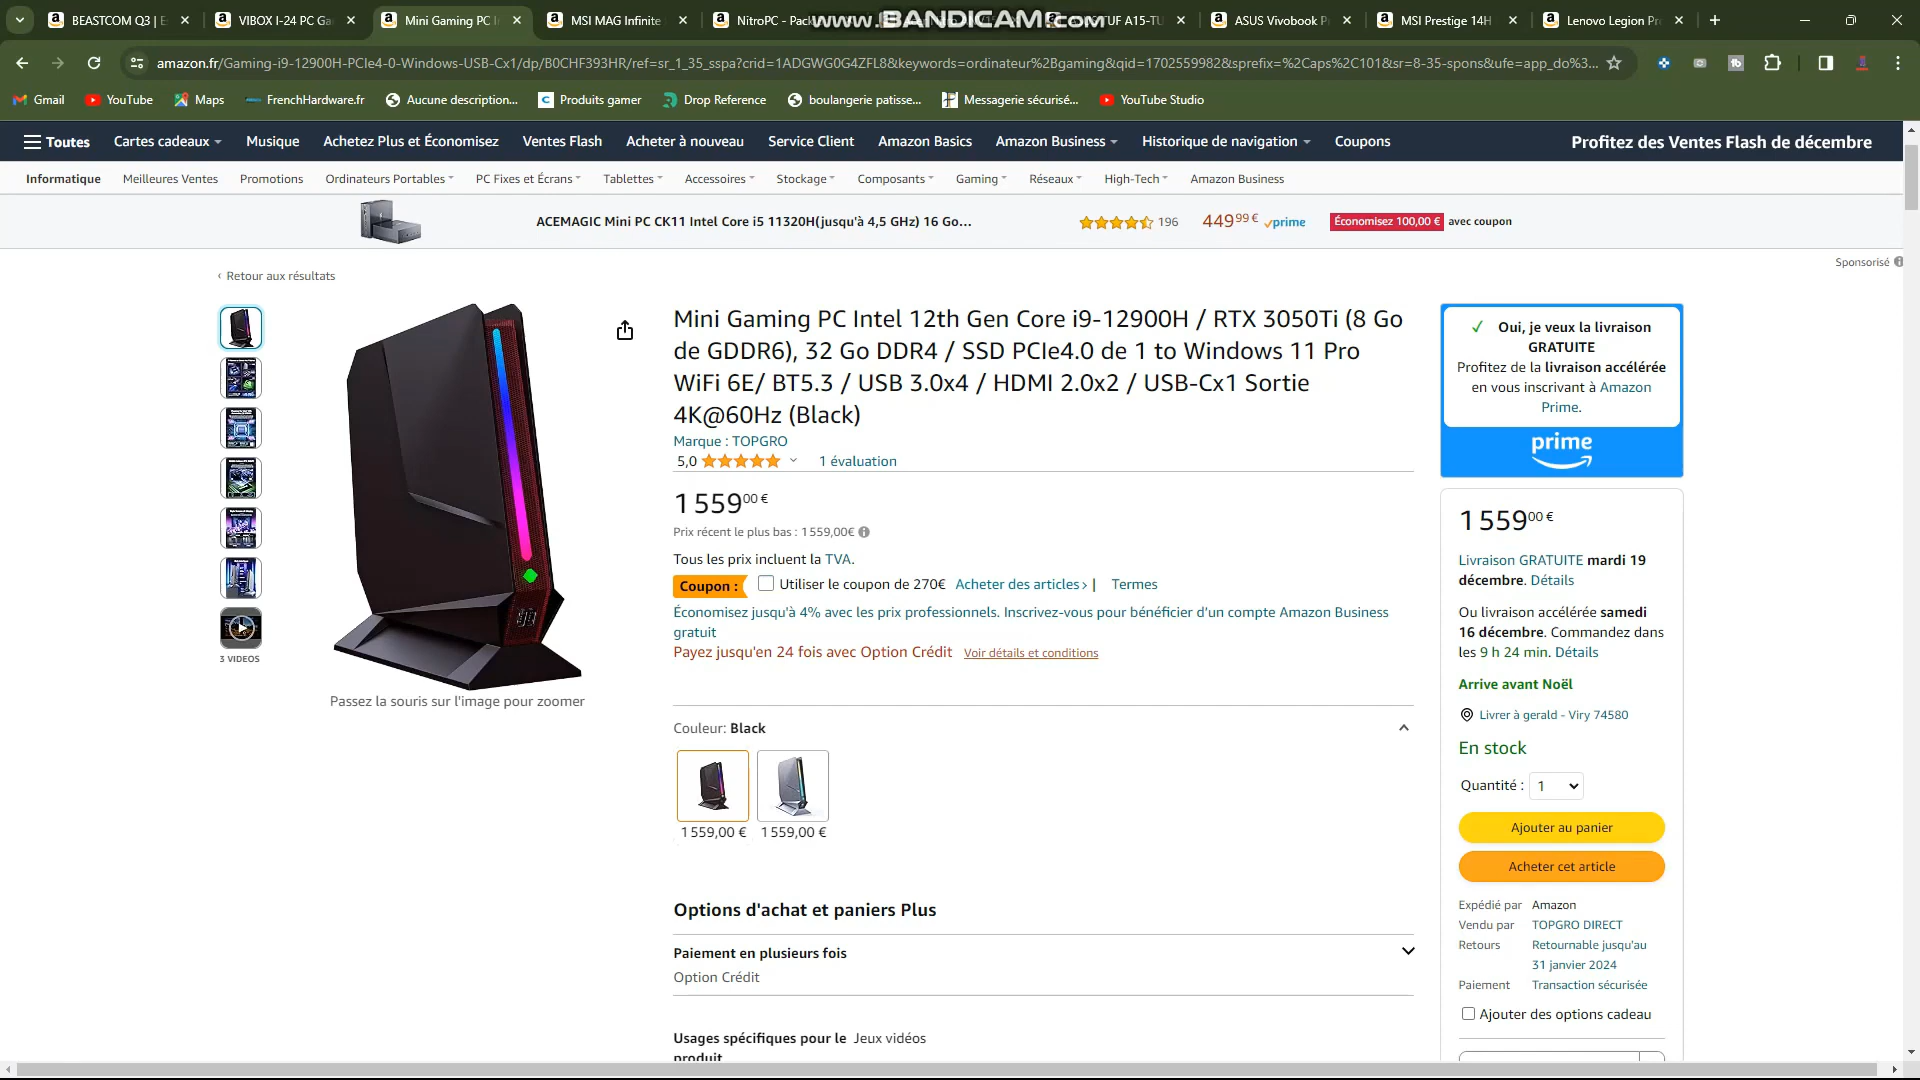 BEASTCOM Q3 | E
VIBOX I-24 PC Ga
Mini Gaming PC I
MSI MAG Infinite
NitroPC - Pack
www.BANDICAM.com
TUF A15-TU
ASUS Vivobook P
MSI Prestige 14H
Lenovo Legion Pr
amazon.fr/Gaming-i9-12900H-PCIe4-0-Windows-USB-Cx1/dp/B0CHF393HR/ref=sr_1_35_sspa?crid=1ADGWG0G4ZFL8&keywords=ordinateur%2Bgaming&qid=1702559982&sprefix=%2Caps%2C101&sr=8-35-spons&ufe=app_do%3...
Gmail
YouTube
Maps
FrenchHardware.fr
Aucune description...
Produits gamer
Drop Reference
boulangerie patisse...
Messagerie sécurisé...
YouTube Studio
Toutes
Cartes cadeaux
Musique
Achetez Plus et Économisez
Ventes Flash
Acheter à nouveau
Service Client
Amazon Basics
Amazon Business
Historique de navigation
Coupons
Profitez des Ventes Flash de décembre
Informatique
Meilleures Ventes
Promotions
Ordinateurs Portables
PC Fixes et Écrans
Tablettes
Accessoires
Stockage
Composants
Gaming
Réseaux
High-Tech
Amazon Business
ACEMAGIC Mini PC CK11 Intel Core i5 11320H(jusqu'à 4,5 GHz) 16 Go...
196
449,99 €
prime
Économisez 100,00 € avec coupon
Sponsorisé
‹ Retour aux résultats
3 VIDEOS
Passez la souris sur l'image pour zoomer
Mini Gaming PC Intel 12th Gen Core i9-12900H / RTX 3050Ti (8 Go
de GDDR6), 32 Go DDR4 / SSD PCIe4.0 de 1 to Windows 11 Pro
WiFi 6E/ BT5.3 / USB 3.0x4 / HDMI 2.0x2 / USB-Cx1 Sortie
4K@60Hz (Black)
Marque : TOPGRO
5,0
1 évaluation
1 559 00 €
Prix récent le plus bas : 1 559,00€
Tous les prix incluent la TVA.
Coupon : Utiliser le coupon de 270€ Acheter des articles › | Termes
Économisez jusqu'à 4% avec les prix professionnels. Inscrivez-vous pour bénéficier d'un compte Amazon Business
gratuit
Payez jusqu'en 24 fois avec Option Crédit Voir détails et conditions
Couleur: Black
1 559,00 €
1 559,00 €
Options d'achat et paniers Plus
Paiement en plusieurs fois
Option Crédit
Usages spécifiques pour le Jeux vidéos
produit
Oui, je veux la livraison
GRATUITE
Profitez de la livraison accélérée
en vous inscrivant à Amazon
Prime.
prime
1 559 00 €
Livraison GRATUITE mardi 19
décembre. Détails
Ou livraison accélérée samedi
16 décembre. Commandez dans
les 9 h 24 min. Détails
Arrive avant Noël
Livrer à gerald - Viry 74580
En stock
Quantité : 1
Ajouter au panier
Acheter cet article
Expédié par Amazon
Vendu par TOPGRO DIRECT
Retours Retournable jusqu'au
31 janvier 2024
Paiement Transaction sécurisée
Ajouter des options cadeau